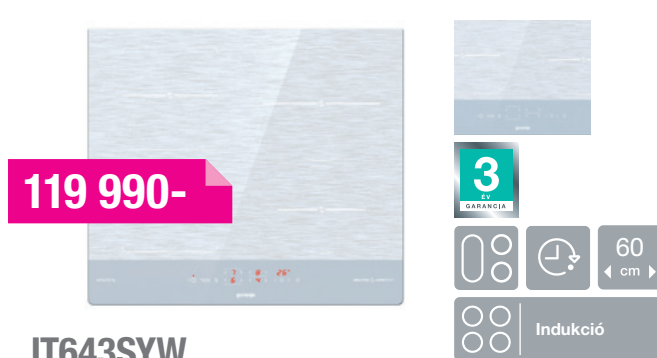 119 990-
3
ÉV
GARANCIA
60
cm
Indukció
IT643SYW